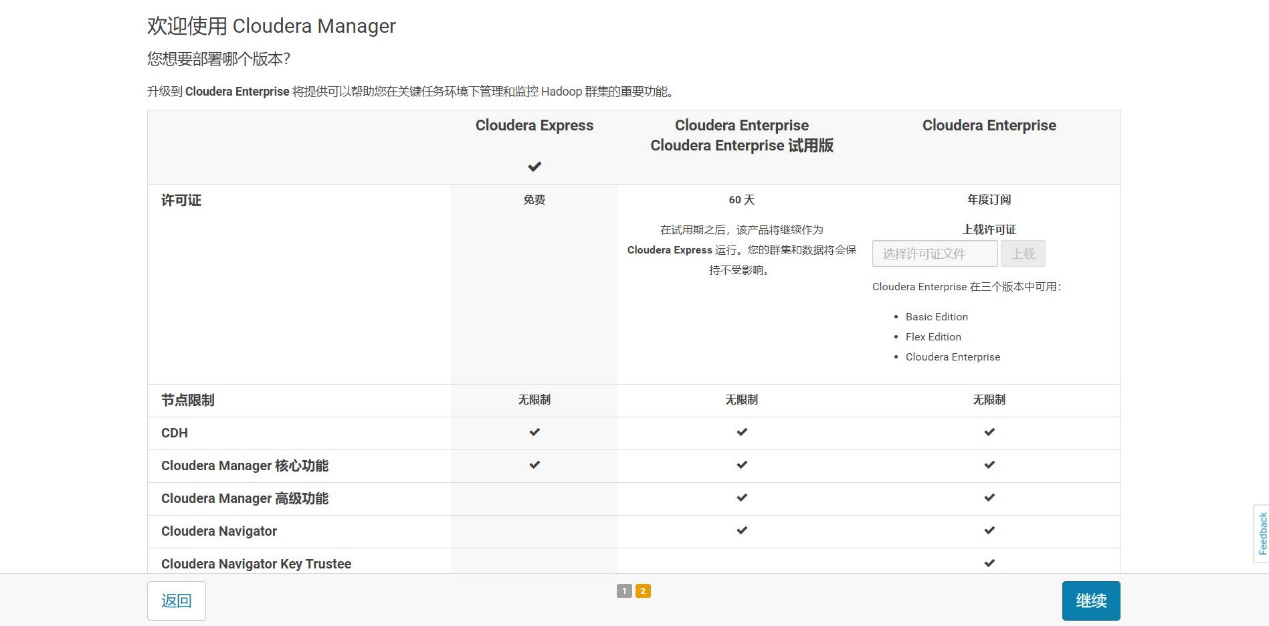 欢迎使用 Cloudera Manager
您想要部署哪个版本？
升级到 Cloudera Enterprise 将提供可以帮助您在关键任务环境下管理和监控 Hadoop 群集的重要功能。
Cloudera Express
Cloudera Enterprise
Cloudera Enterprise 试用版
Cloudera Enterprise
许可证
免费
60 天
在试用期之后，该产品将继续作为
Cloudera Express 运行。您的群集和数据将会保
持不受影响。
年度订阅
上载许可证
选择许可证文件 上载
Cloudera Enterprise 在三个版本中可用：
Basic Edition
Flex Edition
Cloudera Enterprise
节点限制 无限制 无限制 无限制
CDH
Cloudera Manager 核心功能
Cloudera Manager 高级功能
Cloudera Navigator
Cloudera Navigator Key Trustee
Feedback
返回 1 2 继续